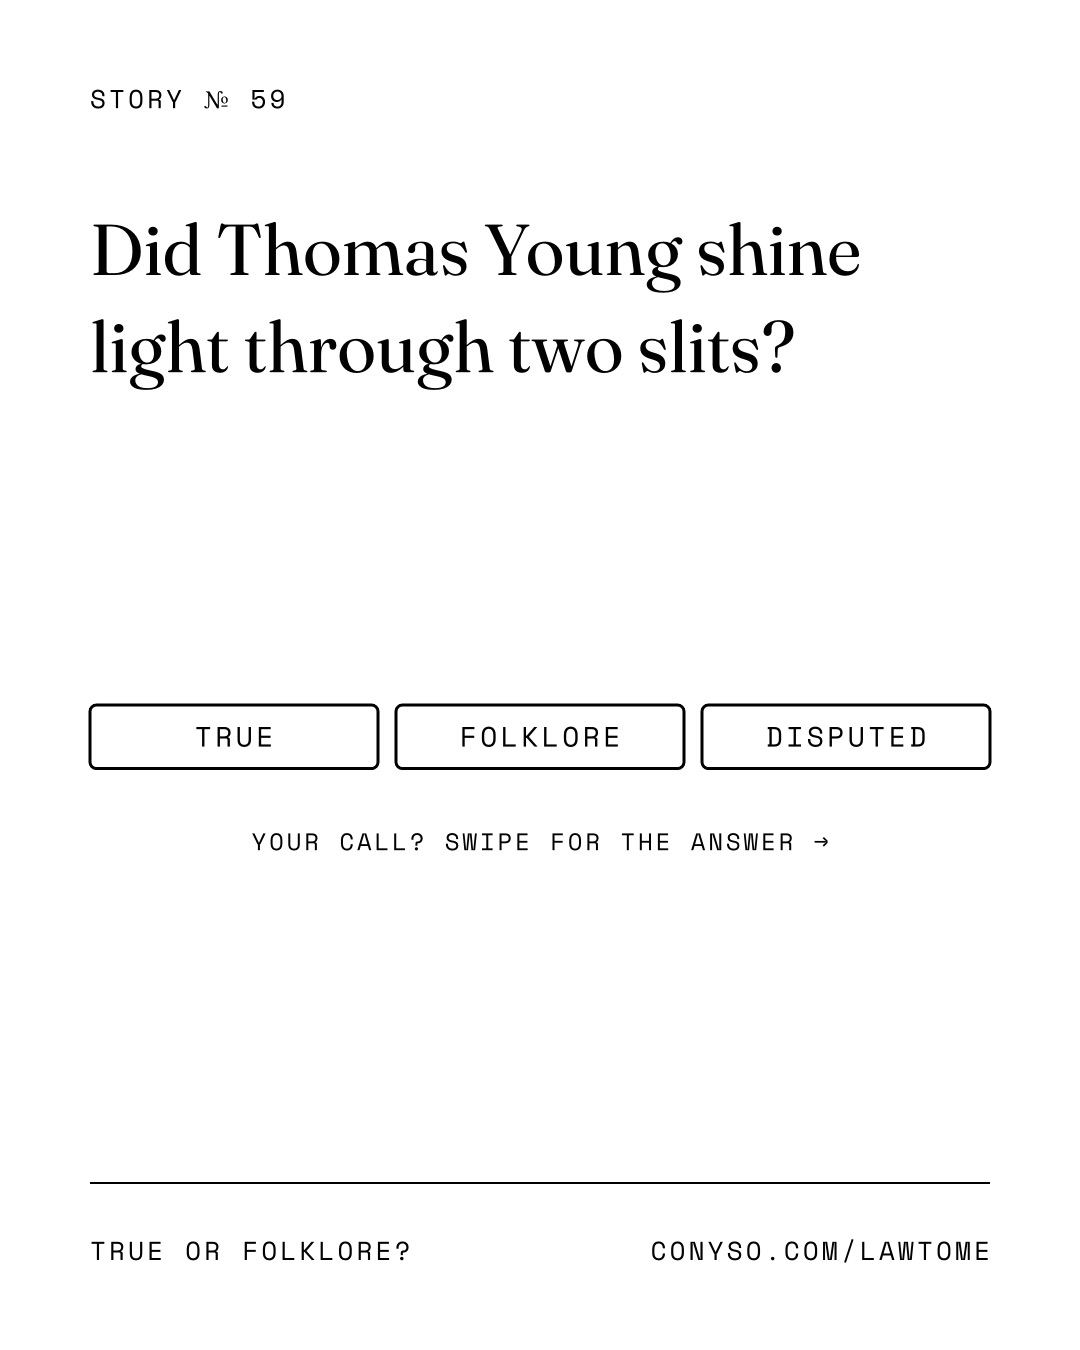 STORY № 59
Did Thomas Young shine
light through two slits?
TRUE
FOLKLORE
DISPUTED
YOUR CALL? SWIPE FOR THE ANSWER →
TRUE OR FOLKLORE?
CONYSO.COM/LAWTOME